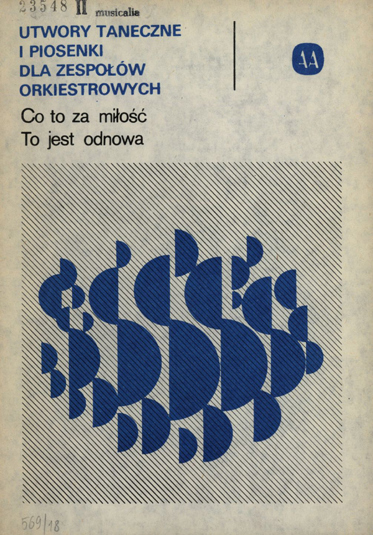 23548 II musicalia
UTWORY TANECZNE
I PIOSENKI
DLA ZESPOŁÓW
ORKIESTROWYCH
Co to za miłość
To jest odnowa
AA
569/18